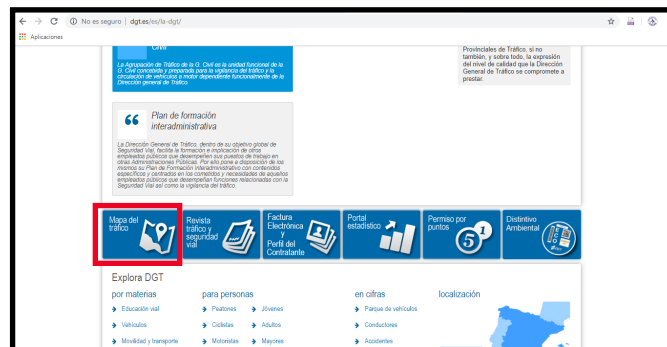 No es seguro | dgt.es/es/la-dgt/
Aplicaciones
Civil
La Agrupación de Tráfico de la G. Civil es la unidad funcional de la
G. Civil concebida y preparada para la vigilancia del tráfico y la
circulación de vehículos a motor dependiente funcionalmente de la
Dirección general de Tráfico.
Provinciales de Tráfico, sí no
también, y sobre todo, la expresión
del nivel de calidad que la Dirección
General de Tráfico se compromete a
prestar.
Plan de formación
interadministrativa
La Dirección General de Tráfico, dentro de su objetivo global de
Seguridad Vial, facilita la formación e implicación de otros
empleados públicos que desempeñen sus puestos de trabajo en
otras Administraciones Públicas. Por ello pone a disposición de los
mismos su Plan de Formación Interadministrativo con contenidos
específicos y centrados en los cometidos y necesidades de aquellos
empleados públicos que desempeñan funciones relacionadas con la
Seguridad Vial así como la vigilancia del tráfico.
Mapa del
tráfico
Revista
tráfico y
seguridad
vial
Factura
Electrónica
y
Perfil del
Contratante
Portal
estadístico
Permiso por
puntos
5 1
Distintivo
Ambiental
Explora DGT
por materias
para personas
en cifras
localización
Educación vial
Peatones
Jóvenes
Parque de vehículos
Vehículos
Ciclistas
Adultos
Conductores
Movilidad y transporte
Motoristas
Mayores
Accidentes